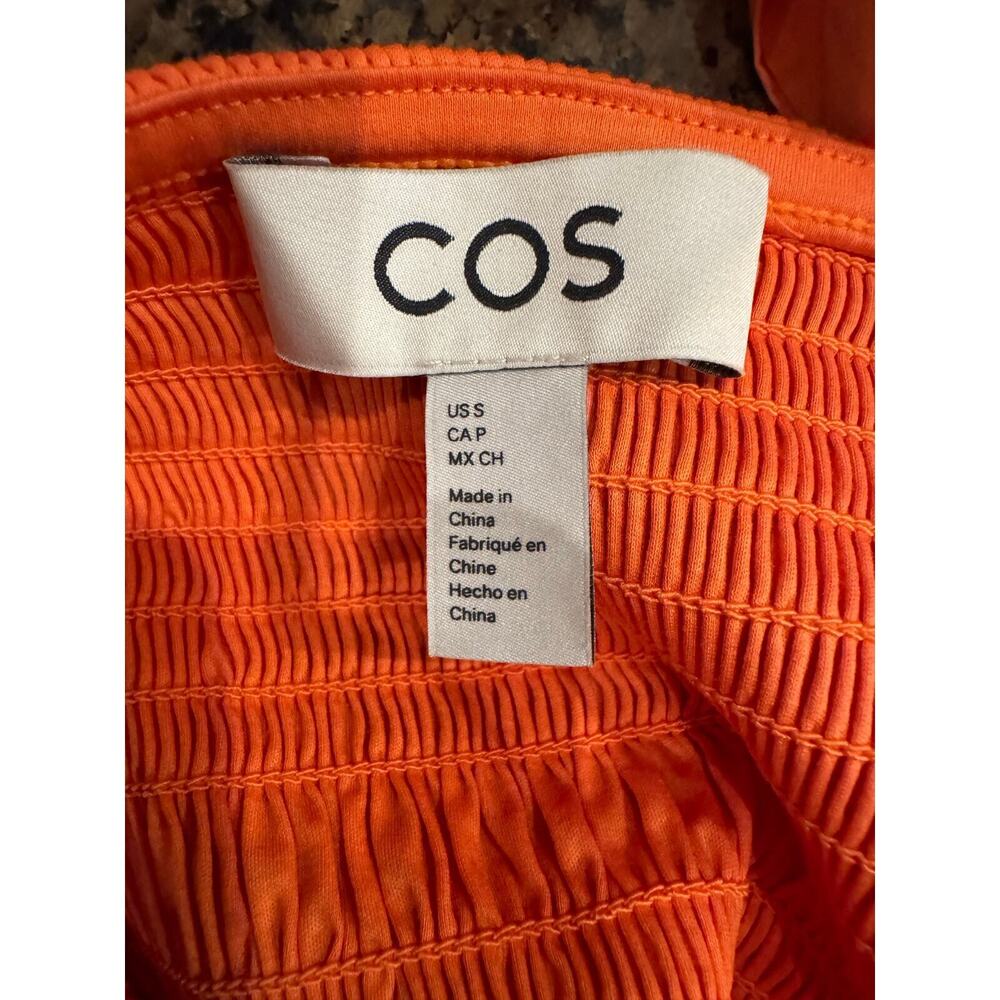 COS
US S
CA P
MX CH
Made in
China
Fabriqué en
Chine
Hecho en
China